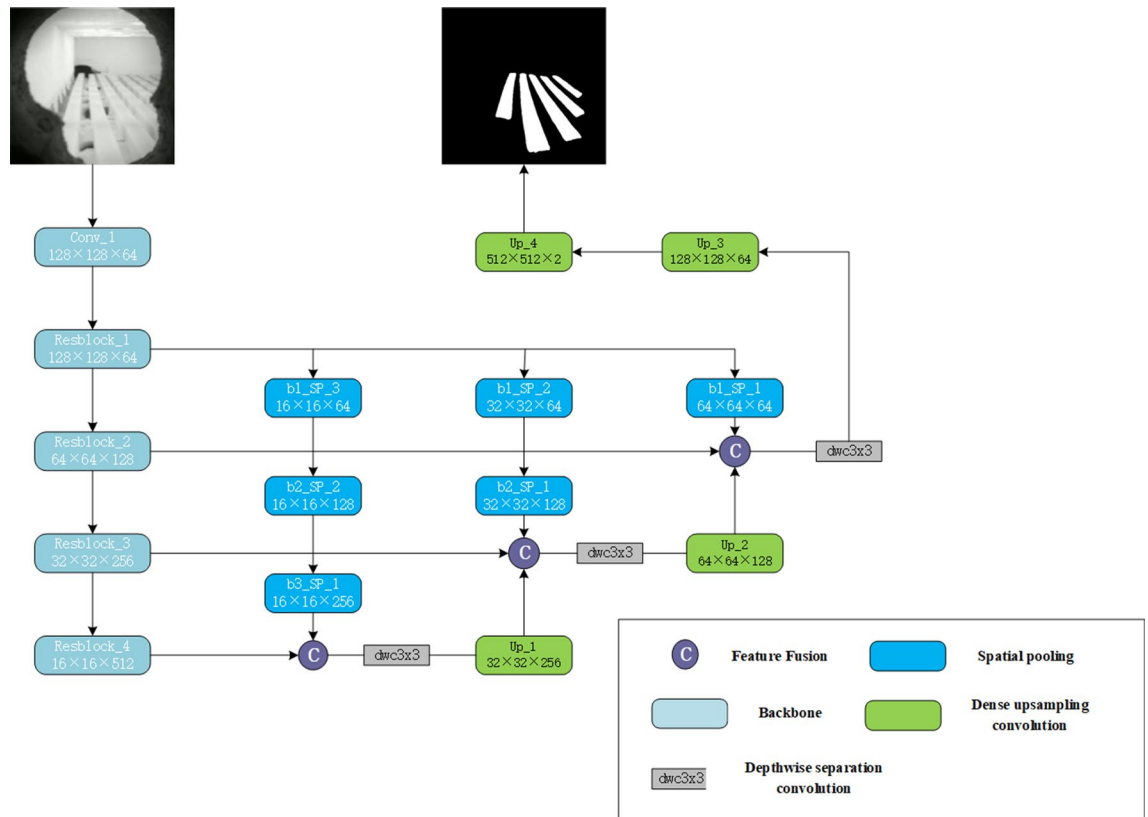 Conv_1
128×128×64
Up_4
512×512×2
Up_3
128×128×64
Resblock_1
128×128×64
b1_SP_3
16×16×64
b1_SP_2
32×32×64
b1_SP_1
64×64×64
Resblock_2
64×64×128
C
dwc3x3
b2_SP_2
16×16×128
b2_SP_1
32×32×128
Resblock_3
32×32×256
C
dwc3x3
Up_2
64×64×128
b3_SP_1
16×16×256
Resblock_4
16×16×512
C
dwc3x3
Up_1
32×32×256
C
Feature Fusion
Spatial pooling
Backbone
Dense upsampling
convolution
dwc3x3
Depthwise separation
convolution